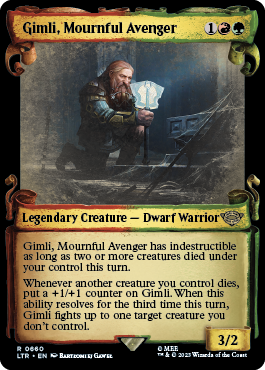 Gimli, Mournful Avenger 1
Legendary Creature — Dwarf Warrior
Gimli, Mournful Avenger has indestructible
as long as two or more creatures died under
your control this turn.
Whenever another creature you control dies,
put a +1/+1 counter on Gimli. When this
ability resolves for the third time this turn,
Gimli fights up to one target creature
you don't control.
3/2
R 0660
LTR • EN Bartłomiej Gaweł
© MEE
™ & © 2023 Wizards of the Coast